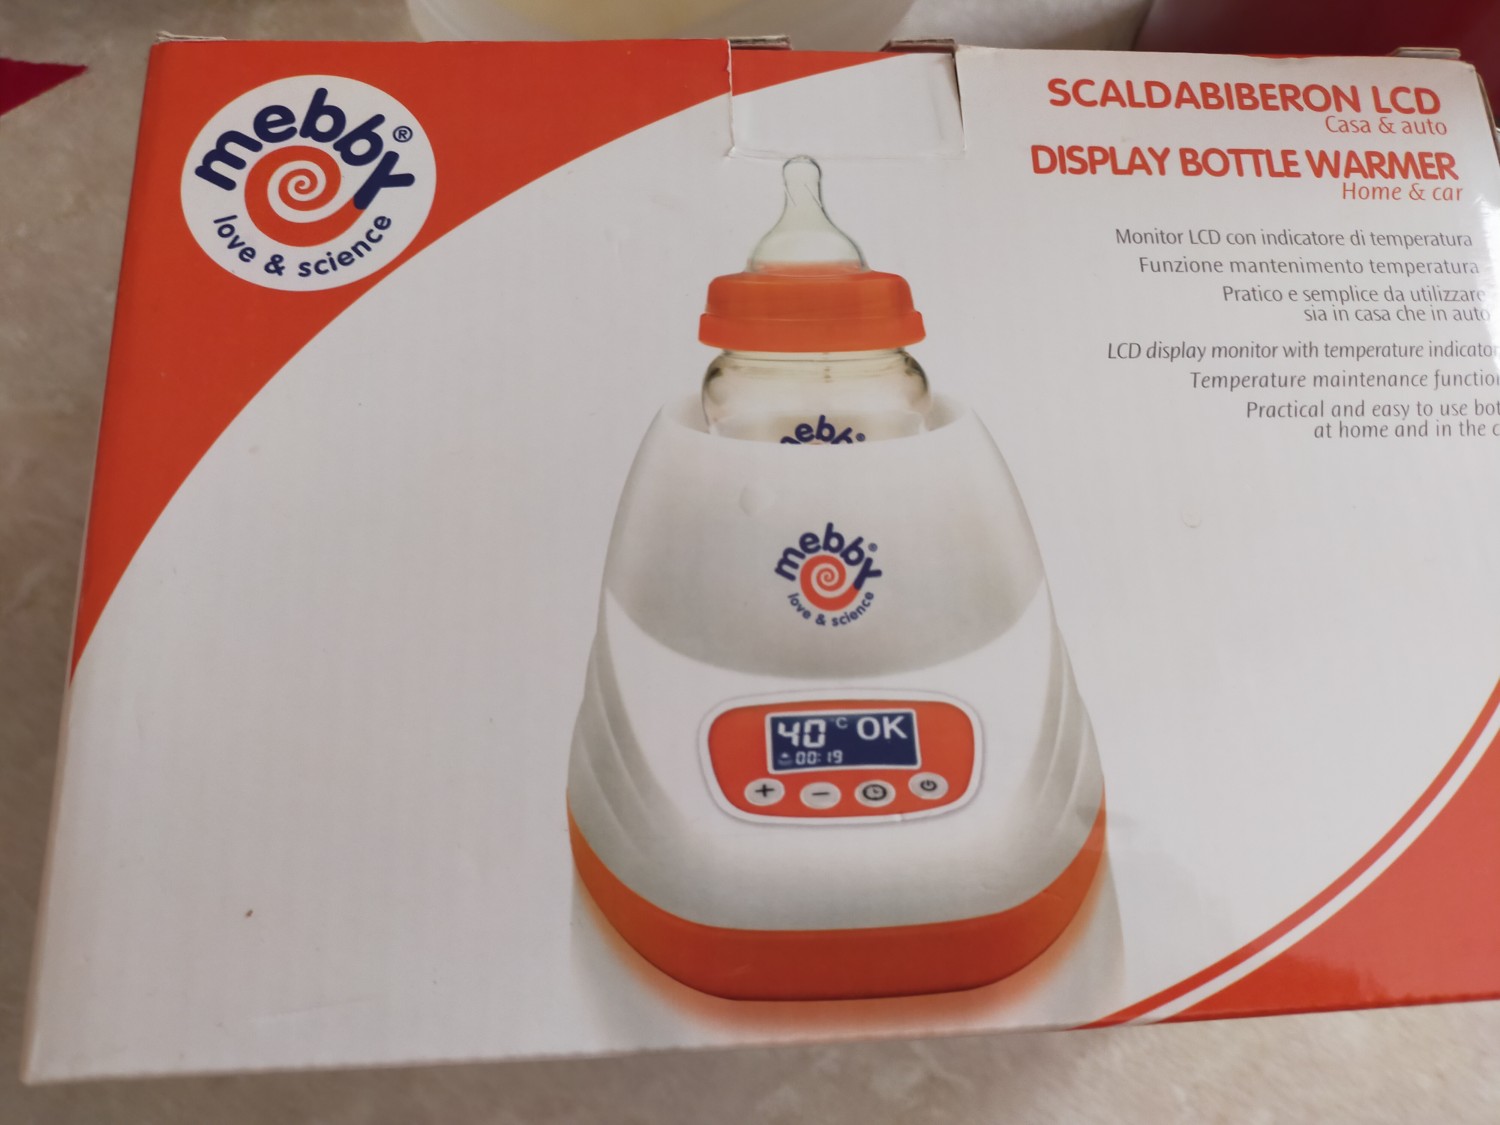 mebby®
love & science
SCALDABIBERON LCD
Casa & auto
DISPLAY BOTTLE WARMER
Home & car
Monitor LCD con indicatore di temperatura
Funzione mantenimento temperatura
Pratico e semplice da utilizzare
sia in casa che in auto
LCD display monitor with temperature indicator
Temperature maintenance
Practical and easy to use
at home and in the
mebby®
love & science
40°C OK
00:19